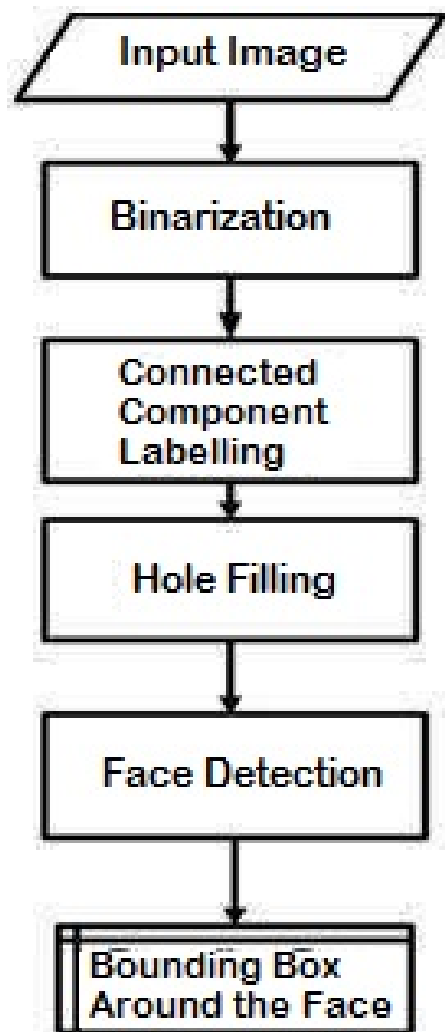 Input Image
Binarization
Connected
Component
Labelling
Hole Filling
Face Detection
Bounding Box
Around the Face